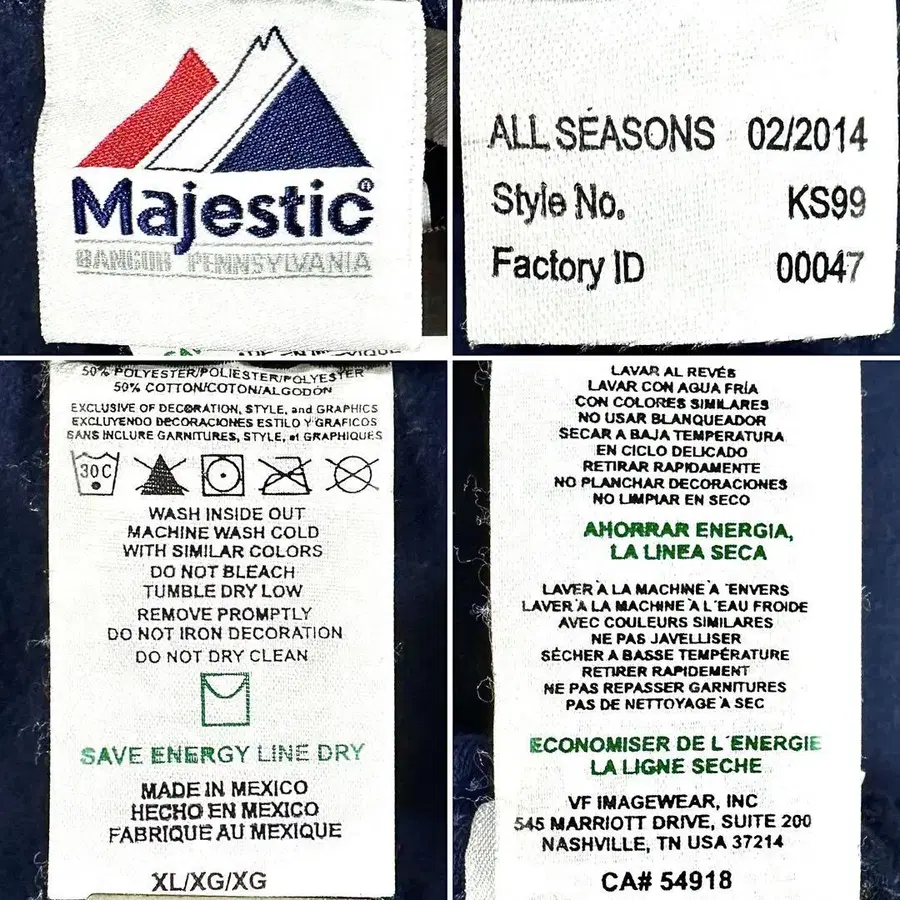 Majestic®
BANGOR PENNSYLVANIA
ALL SEASONS 02/2014
Style No. KS99
Factory ID 00047
50% POLYESTER/POLIESTER/POLYESTER
50% COTTON/COTON/ALGODÓN
EXCLUSIVE OF DECORATION, STYLE, and GRAPHICS
EXCLUYENDO DECORACIONES ESTILO Y GRAFICOS
SANS INCLURE GARNITURES, STYLE, et GRAPHIQUES
30C
WASH INSIDE OUT
MACHINE WASH COLD
WITH SIMILAR COLORS
DO NOT BLEACH
TUMBLE DRY LOW
REMOVE PROMPTLY
DO NOT IRON DECORATION
DO NOT DRY CLEAN
SAVE ENERGY LINE DRY
MADE IN MEXICO
HECHO EN MEXICO
FABRIQUE AU MEXIQUE
XL/XG/XG
LAVAR AL REVÉS
LAVAR CON AGUA FRÍA
CON COLORES SIMILARES
NO USAR BLANQUEADOR
SECAR A BAJA TEMPERATURA
EN CICLO DELICADO
RETIRAR RAPIDAMENTE
NO PLANCHAR DECORACIONES
NO LIMPIAR EN SECO
AHORRAR ENERGIA,
LA LINEA SECA
LAVER À LA MACHINE À ENVERS
LAVER À LA MACHINE À L'EAU FROIDE
AVEC COULEURS SIMILARES
NE PAS JAVELLISER
SÉCHER A BASSE TEMPÉRATURE
RETIRER RAPIDEMENT
NE PAS REPASSER GARNITURES
PAS DE NETTOYAGE À SEC
ECONOMISER DE L'ENERGIE
LA LIGNE SECHE
VF IMAGEWEAR, INC
545 MARRIOTT DRIVE, SUITE 200
NASHVILLE, TN USA 37214
CA# 54918